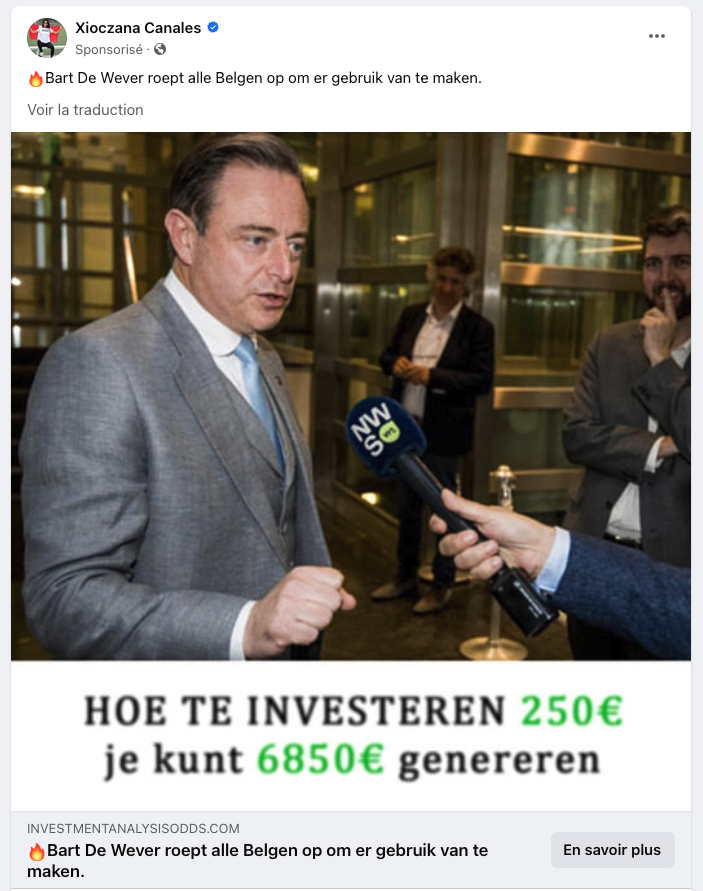 Xioczana Canales
Sponsorisé ·
🔥Bart De Wever roept alle Belgen op om er gebruik van te maken.
Voir la traduction
NWS
vrt
HOE TE INVESTEREN 250€
je kunt 6850€ genereren
INVESTMENTANALYSISODDS.COM
🔥Bart De Wever roept alle Belgen op om er gebruik van te
maken.
En savoir plus